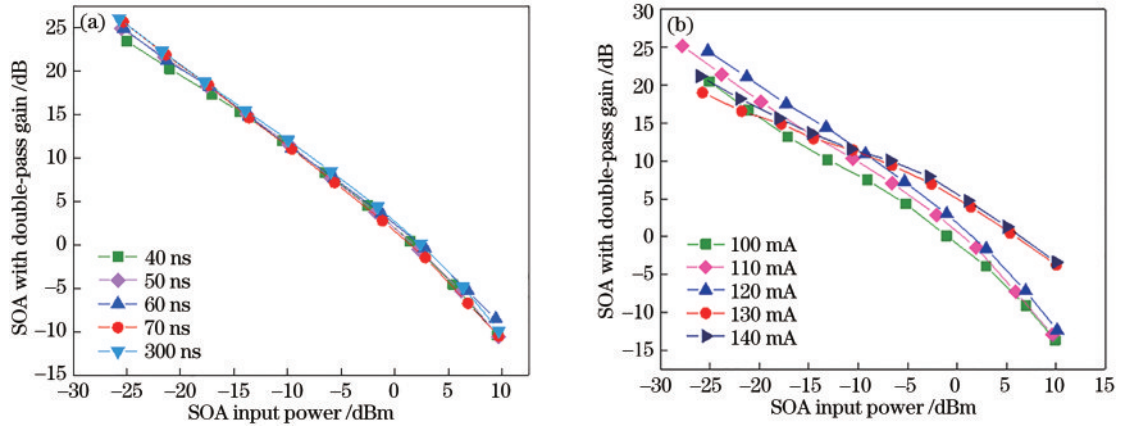 (a)
SOA with double-pass gain /dB
25
20
15
10
5
0
−5
−10
−15
40 ns
50 ns
60 ns
70 ns
300 ns
−30 −25 −20 −15 −10 −5 0 5 10
SOA input power /dBm
(b)
SOA with double-pass gain /dB
25
20
15
10
5
0
−5
−10
−15
100 mA
110 mA
120 mA
130 mA
140 mA
−30 −25 −20 −15 −10 −5 0 5 10 15
SOA input power /dBm